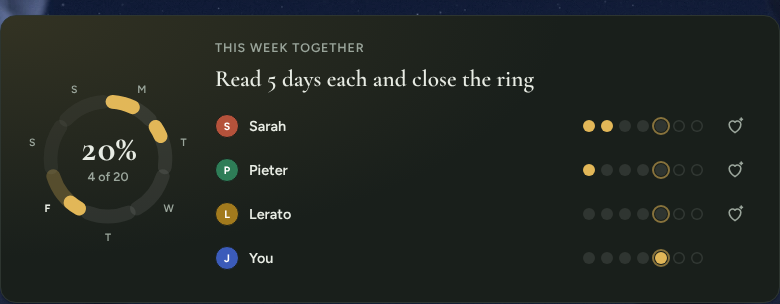 THIS WEEK TOGETHER
Read 5 days each and close the ring
S M
S T
20%
4 of 20
F W
T
S Sarah
P Pieter
L Lerato
J You